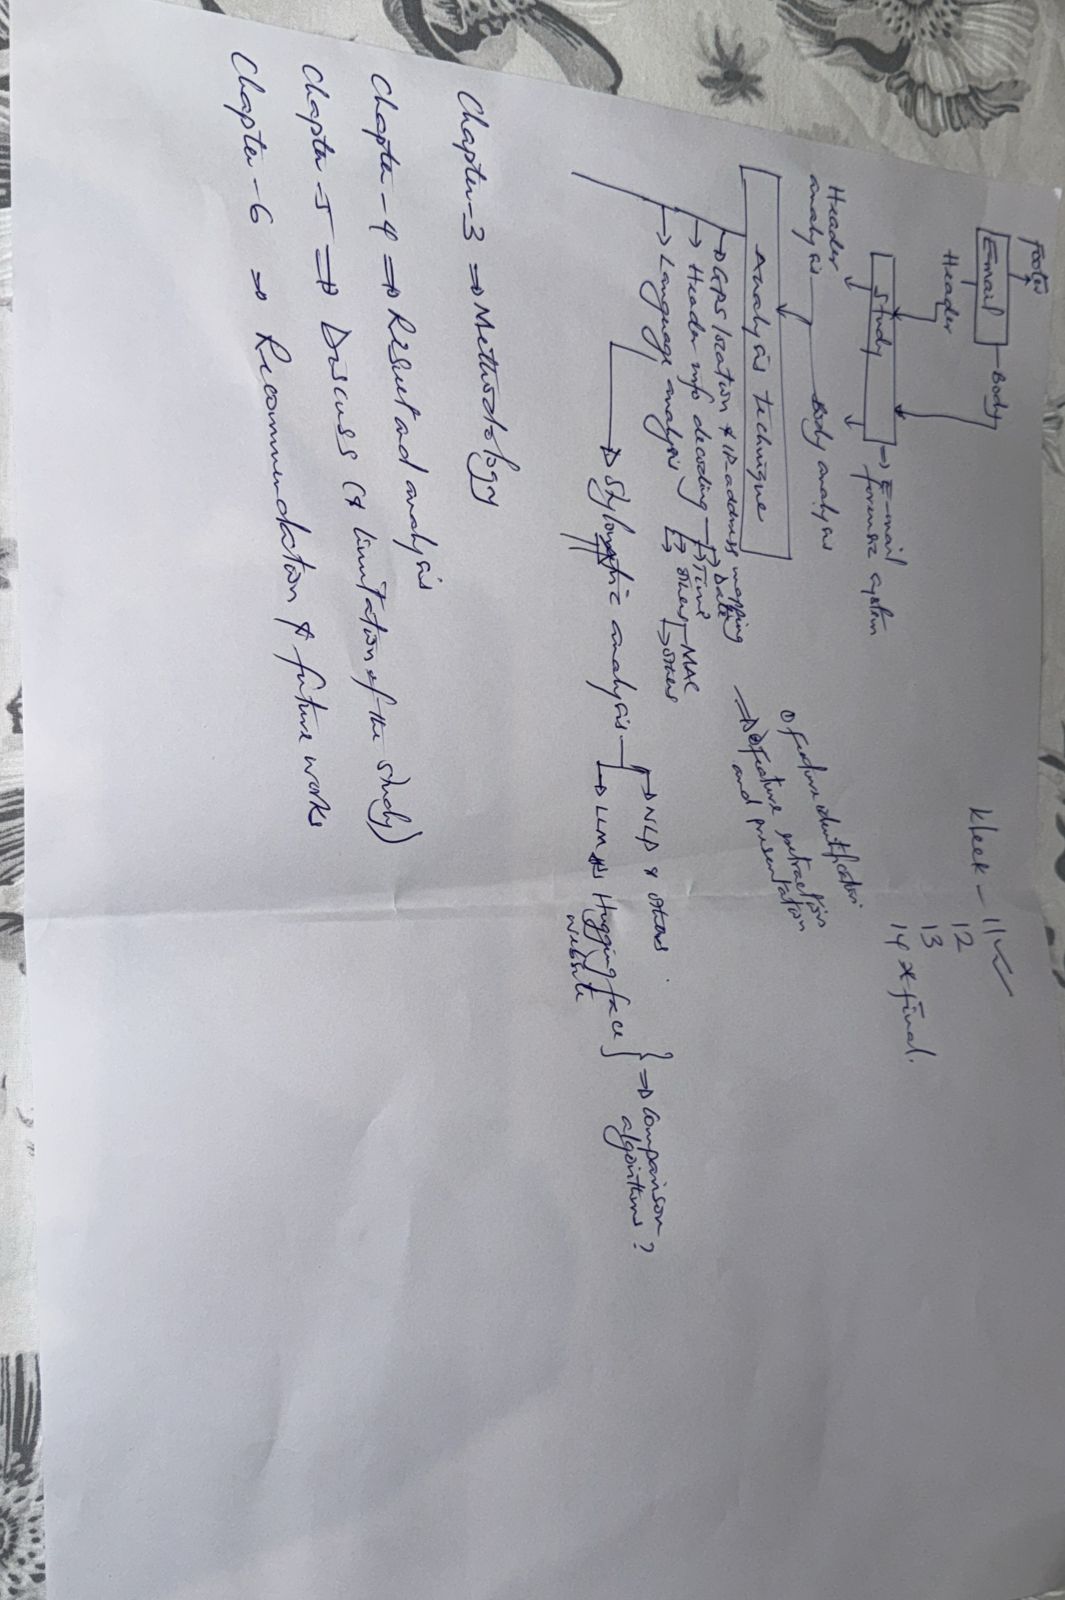 Footer
E-mail
Body
Header
Study
=> E-mail
forensic system
Header
analysis
Body analysis
Analysis technique
GPS location & IP-address mapping
Header info decoding
Date
Time
others
MAC
others
Language analysis
Stylometric analysis
NLP & others
LLM Hugging face
website
=> Comparison
algorithms?
Week - 11
12
13
14 * final.
① Feature identification
=> ② Feature extraction
and presentation
Chapter-3 => Methodology
Chapter-4 => Result and analysis
Chapter-5 => Discuss (& limitation of the study)
Chapter-6 => Recommendation & future works